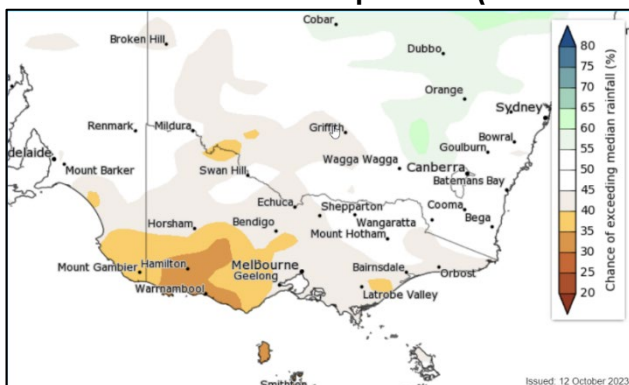 Cobar
Broken Hill
Dubbo
Orange
Sydney
Renmark
Mildura
Griffith
Bowral
Goulburn
delaide
Mount Barker
Swan Hill
Wagga Wagga
Canberra
Batemans Bay
Echuca
Shepparton
Cooma
Horsham
Bendigo
Wangaratta
Bega
Mount Hotham
Mount Gambier
Hamilton
Melbourne
Geelong
Bairnsdale
Orbost
Warrnambool
Latrobe Valley
Smithton
80
75
70
65
60
55
50
45
40
35
30
25
20
Chance of exceeding median rainfall (%)
Issued: 12 October 2023